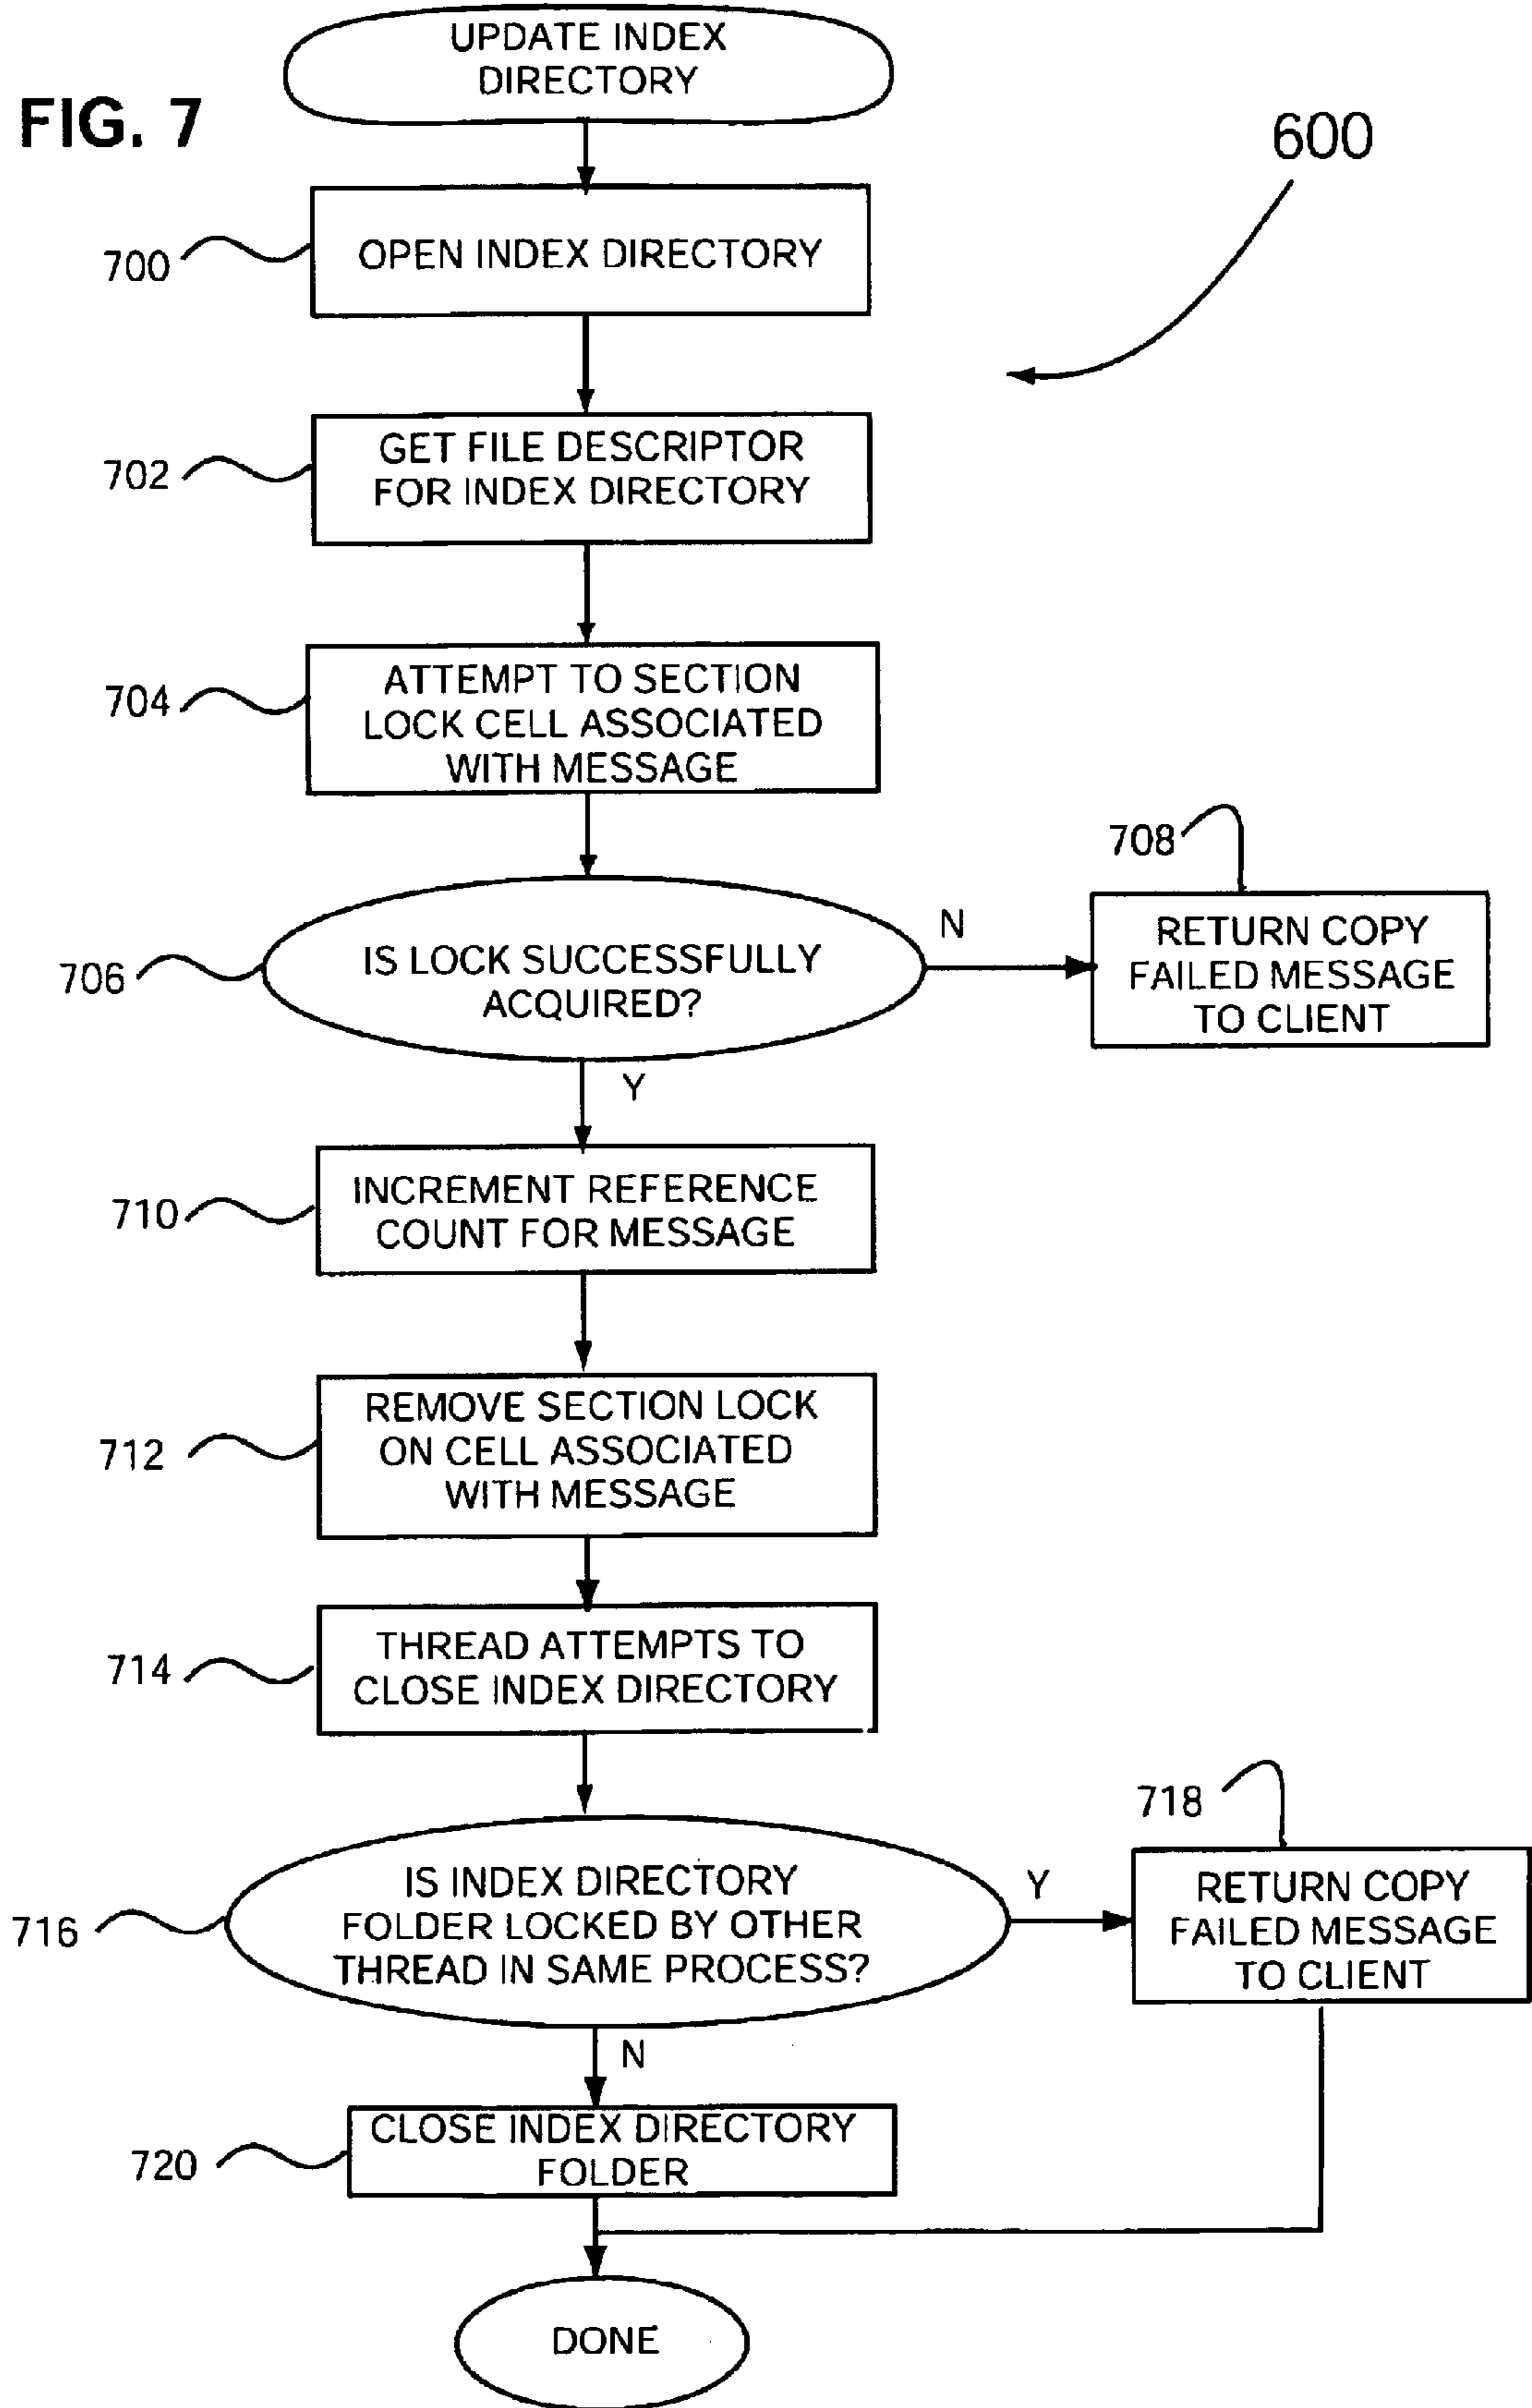 UPDATE INDEX
DIRECTORY
FIG. 7
600
700
OPEN INDEX DIRECTORY
702
GET FILE DESCRIPTOR
FOR INDEX DIRECTORY
704
ATTEMPT TO SECTION
LOCK CELL ASSOCIATED
WITH MESSAGE
706
IS LOCK SUCCESSFULLY
ACQUIRED?
N
708
RETURN COPY
FAILED MESSAGE
TO CLIENT
Y
710
INCREMENT REFERENCE
COUNT FOR MESSAGE
712
REMOVE SECTION LOCK
ON CELL ASSOCIATED
WITH MESSAGE
714
THREAD ATTEMPTS TO
CLOSE INDEX DIRECTORY
716
IS INDEX DIRECTORY
FOLDER LOCKED BY OTHER
THREAD IN SAME PROCESS?
Y
718
RETURN COPY
FAILED MESSAGE
TO CLIENT
N
720
CLOSE INDEX DIRECTORY
FOLDER
DONE